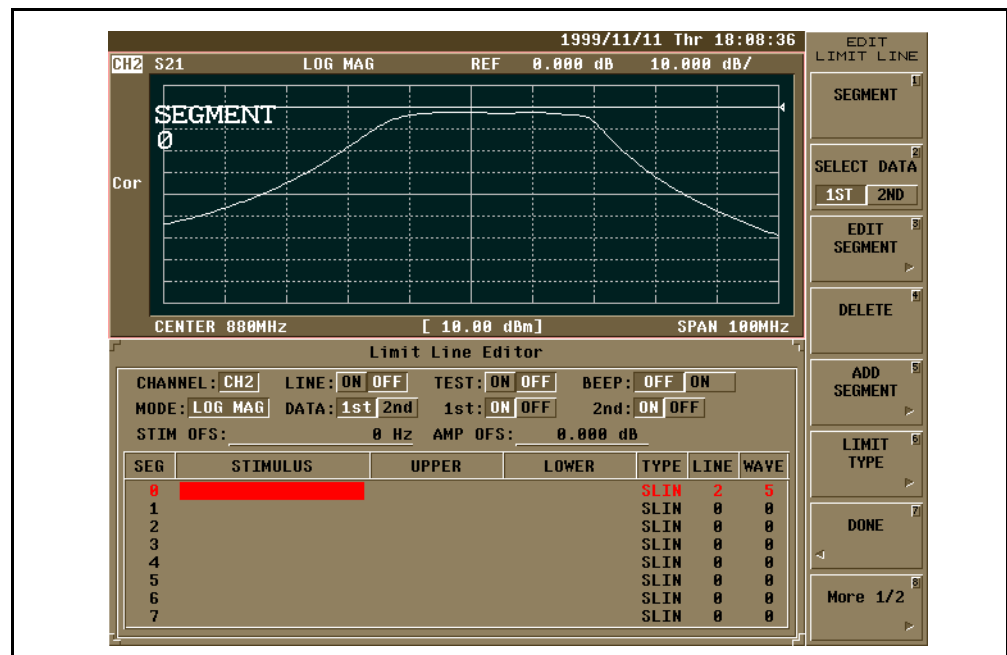 1999/11/11 Thr 18:08:36
CH2 S21 LOG MAG REF 0.000 dB 10.000 dB/
SEGMENT
0
Cor
CENTER 880MHz [ 10.00 dBm] SPAN 100MHz
Limit Line Editor
CHANNEL: CH2 LINE: ON OFF TEST: ON OFF BEEP: OFF ON
MODE: LOG MAG DATA: 1st 2nd 1st: ON OFF 2nd: ON OFF
STIM OFS: 0 Hz AMP OFS: 0.000 dB
SEG STIMULUS UPPER LOWER TYPE LINE WAVE
0 SLIN 2 5
1 SLIN 0 0
2 SLIN 0 0
3 SLIN 0 0
4 SLIN 0 0
5 SLIN 0 0
6 SLIN 0 0
7 SLIN 0 0
EDIT
LIMIT LINE
1
SEGMENT
2
SELECT DATA
1ST 2ND
3
EDIT
SEGMENT
4
DELETE
5
ADD
SEGMENT
6
LIMIT
TYPE
7
DONE
8
More 1/2